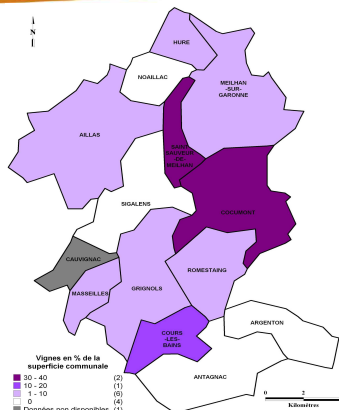 N
HURE
NOAILLAC
MEILHAN
-SUR-
GARONNE
AILLAS
SAINT
SAUVEUR
DE-
MEILHAN
SIGALENS
COCUMONT
CAUVIGNAC
MASSEILLES
GRIGNOLS
ROMESTAING
COURS
-LES-
BAINS
ARGENTON
ANTAGNAC
Vignes en % de la
superficie communale
30 - 40 (2)
10 - 20 (1)
1 - 10 (6)
0 (4)
Données non disponibles (1)
0 2
Kilomètres